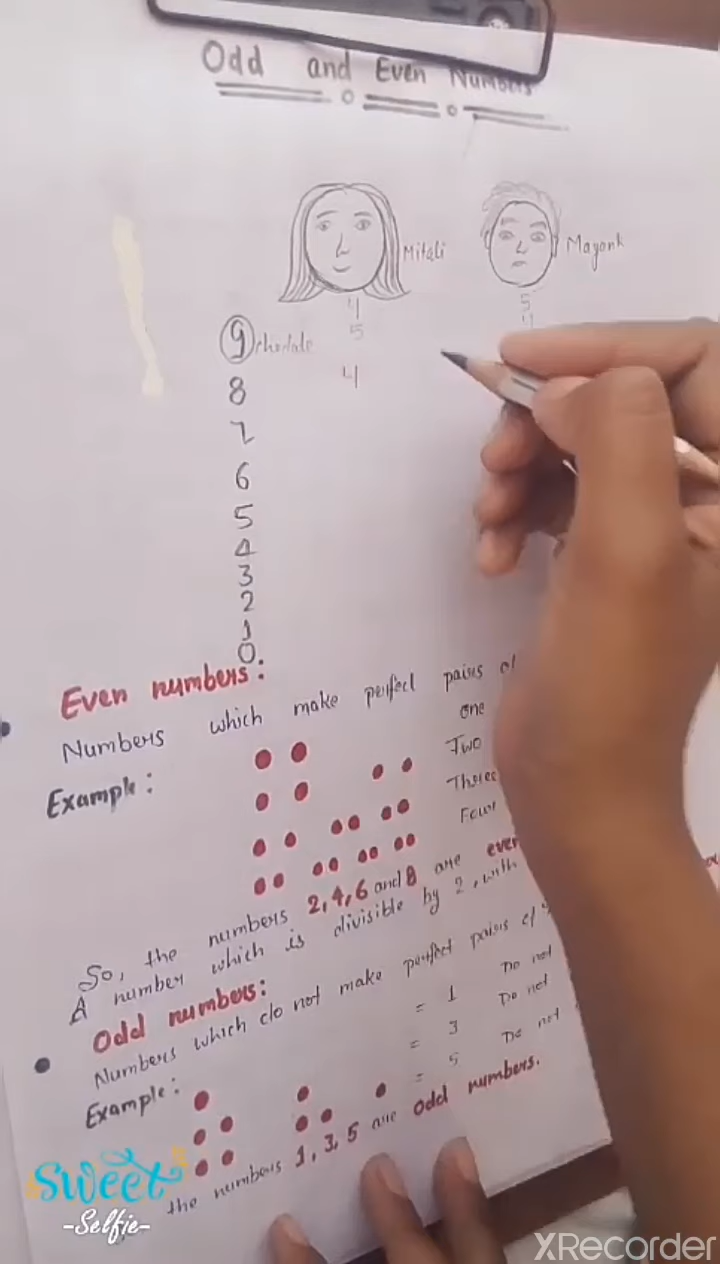 Odd and Even Numbers
Mitali
Mayank
4
5
5
4
9
4
8
7
6
5
4
3
2
1
0
Even numbers:
Numbers which make perfect pairs of
Example:
one
Two
Three
Four
So, the numbers 2, 4, 6 and 8 are even
A number which is divisible by 2, with
Odd numbers:
Numbers which do not make perfect pairs of
Example:
= 1 Do not
= 3 Do not
= 5 Do not
the numbers 1, 3, 5 are odd numbers.
Sweet
-Selfie-
XRecorder